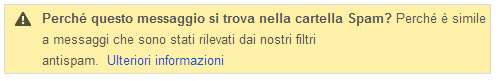 Perché questo messaggio si trova nella cartella Spam? Perché è simile
a messaggi che sono stati rilevati dai nostri filtri
antispam. Ulteriori informazioni